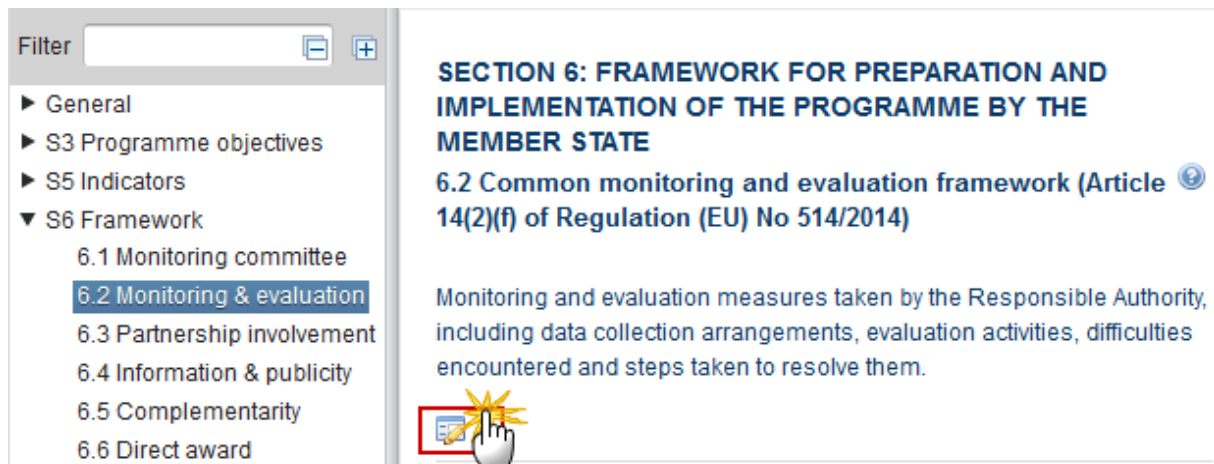 Filter
General
S3 Programme objectives
S5 Indicators
S6 Framework
6.1 Monitoring committee
6.2 Monitoring & evaluation
6.3 Partnership involvement
6.4 Information & publicity
6.5 Complementarity
6.6 Direct award
SECTION 6: FRAMEWORK FOR PREPARATION AND
IMPLEMENTATION OF THE PROGRAMME BY THE
MEMBER STATE
6.2 Common monitoring and evaluation framework (Article
14(2)(f) of Regulation (EU) No 514/2014)
Monitoring and evaluation measures taken by the Responsible Authority,
including data collection arrangements, evaluation activities, difficulties
encountered and steps taken to resolve them.